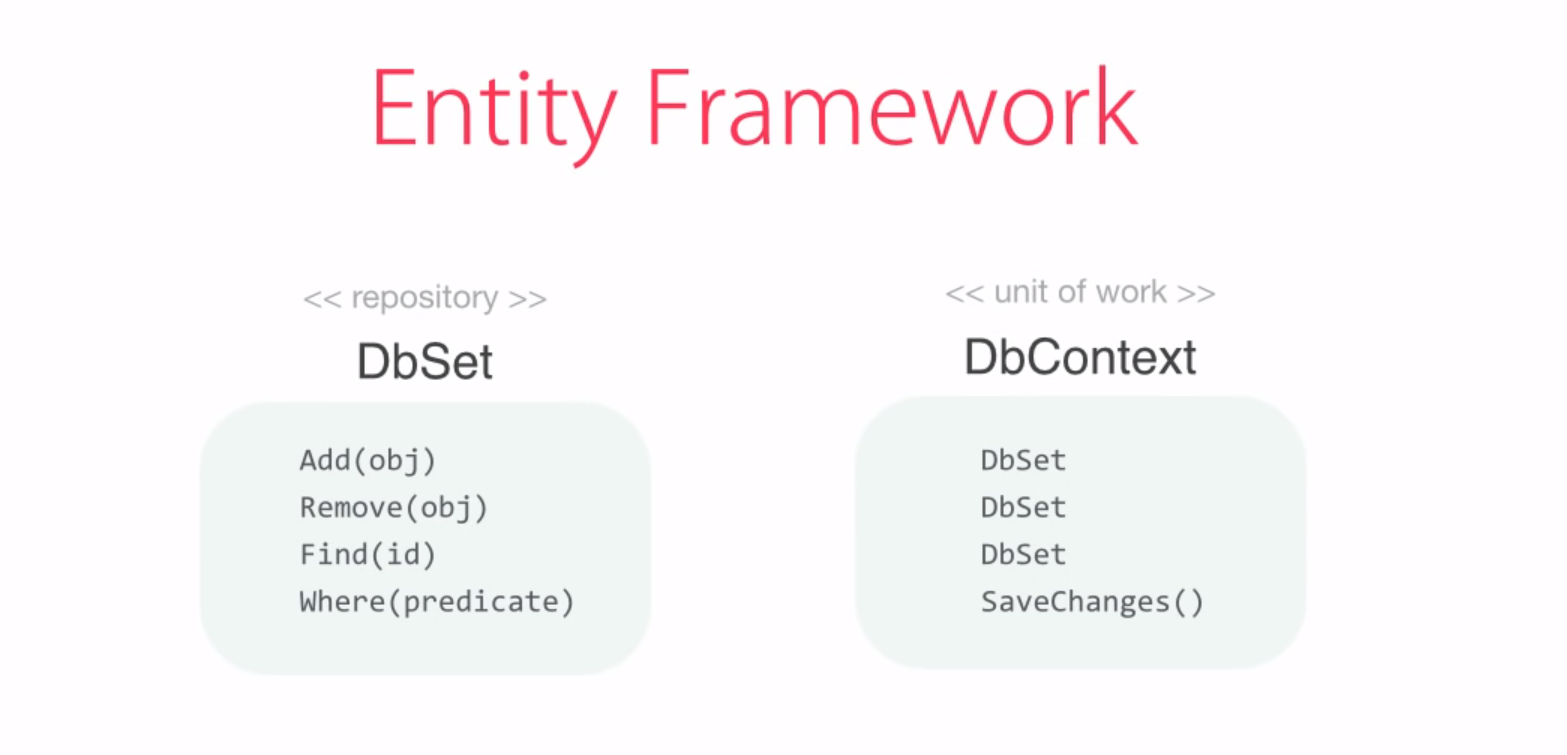 Entity Framework
<< repository >>
DbSet
Add(obj)
Remove(obj)
Find(id)
Where(predicate)
<< unit of work >>
DbContext
DbSet
DbSet
DbSet
SaveChanges()